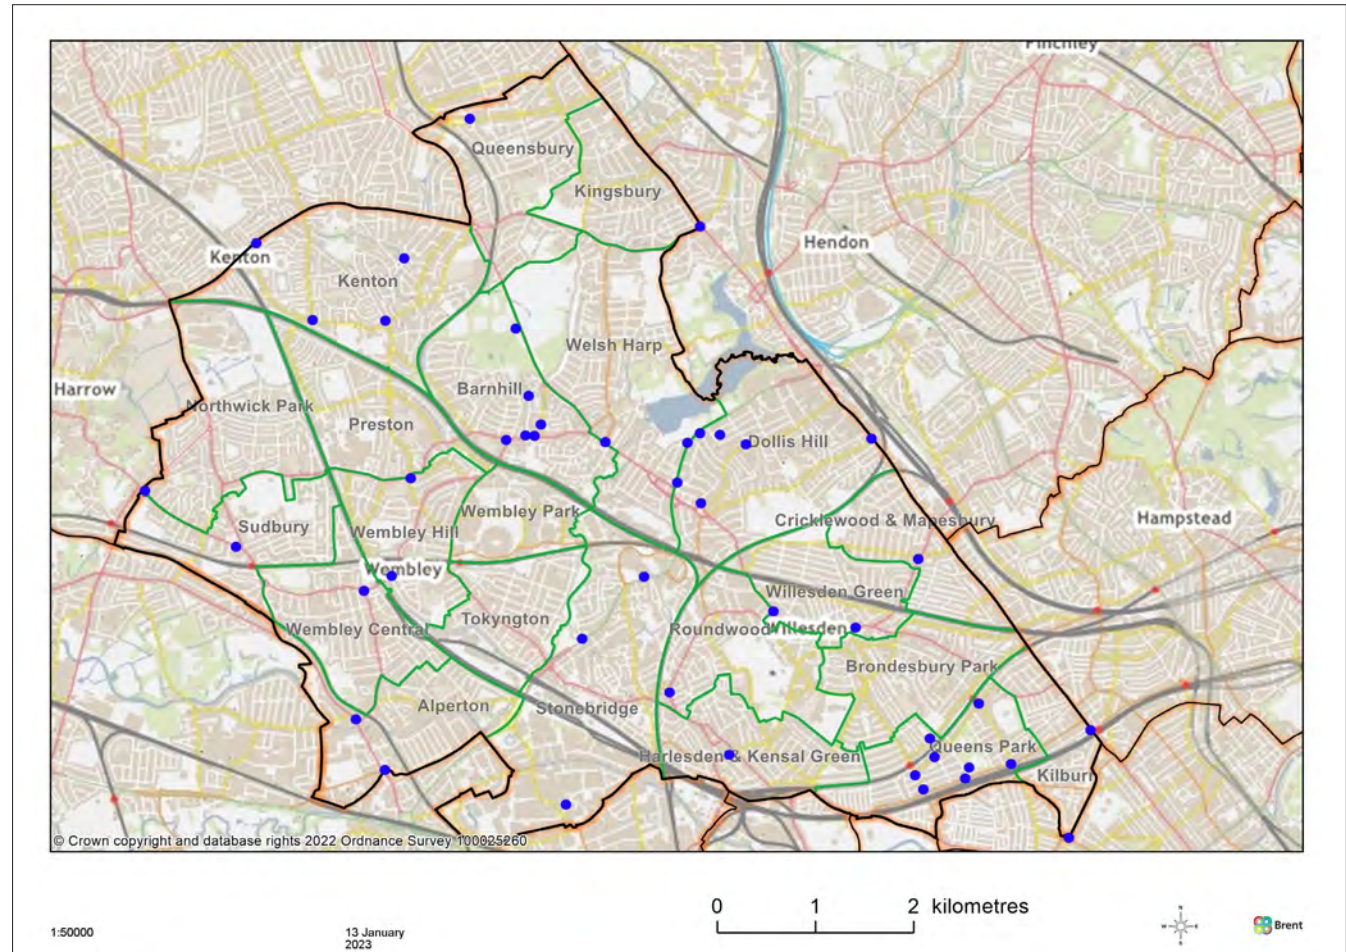 Finchley
Queensbury
Kingsbury
Hendon
Kenton
Kenton
Welsh Harp
Harrow
Barnhill
Northwick Park
Preston
Dollis Hill
Wembley Park
Cricklewood & Mapesbury
Hampstead
Sudbury
Wembley Hill
Wembley
Willesden Green
Tokyngton
Roundwood
Willesden
Wembley Central
Brondesbury Park
Alperton
Stonebridge
Queens Park
Harlesden & Kensal Green
Kilburn
© Crown copyright and database rights 2022 Ordnance Survey 100025260
0 1 2 kilometres
N
W E
S
1:50000
13 January
2023
Brent